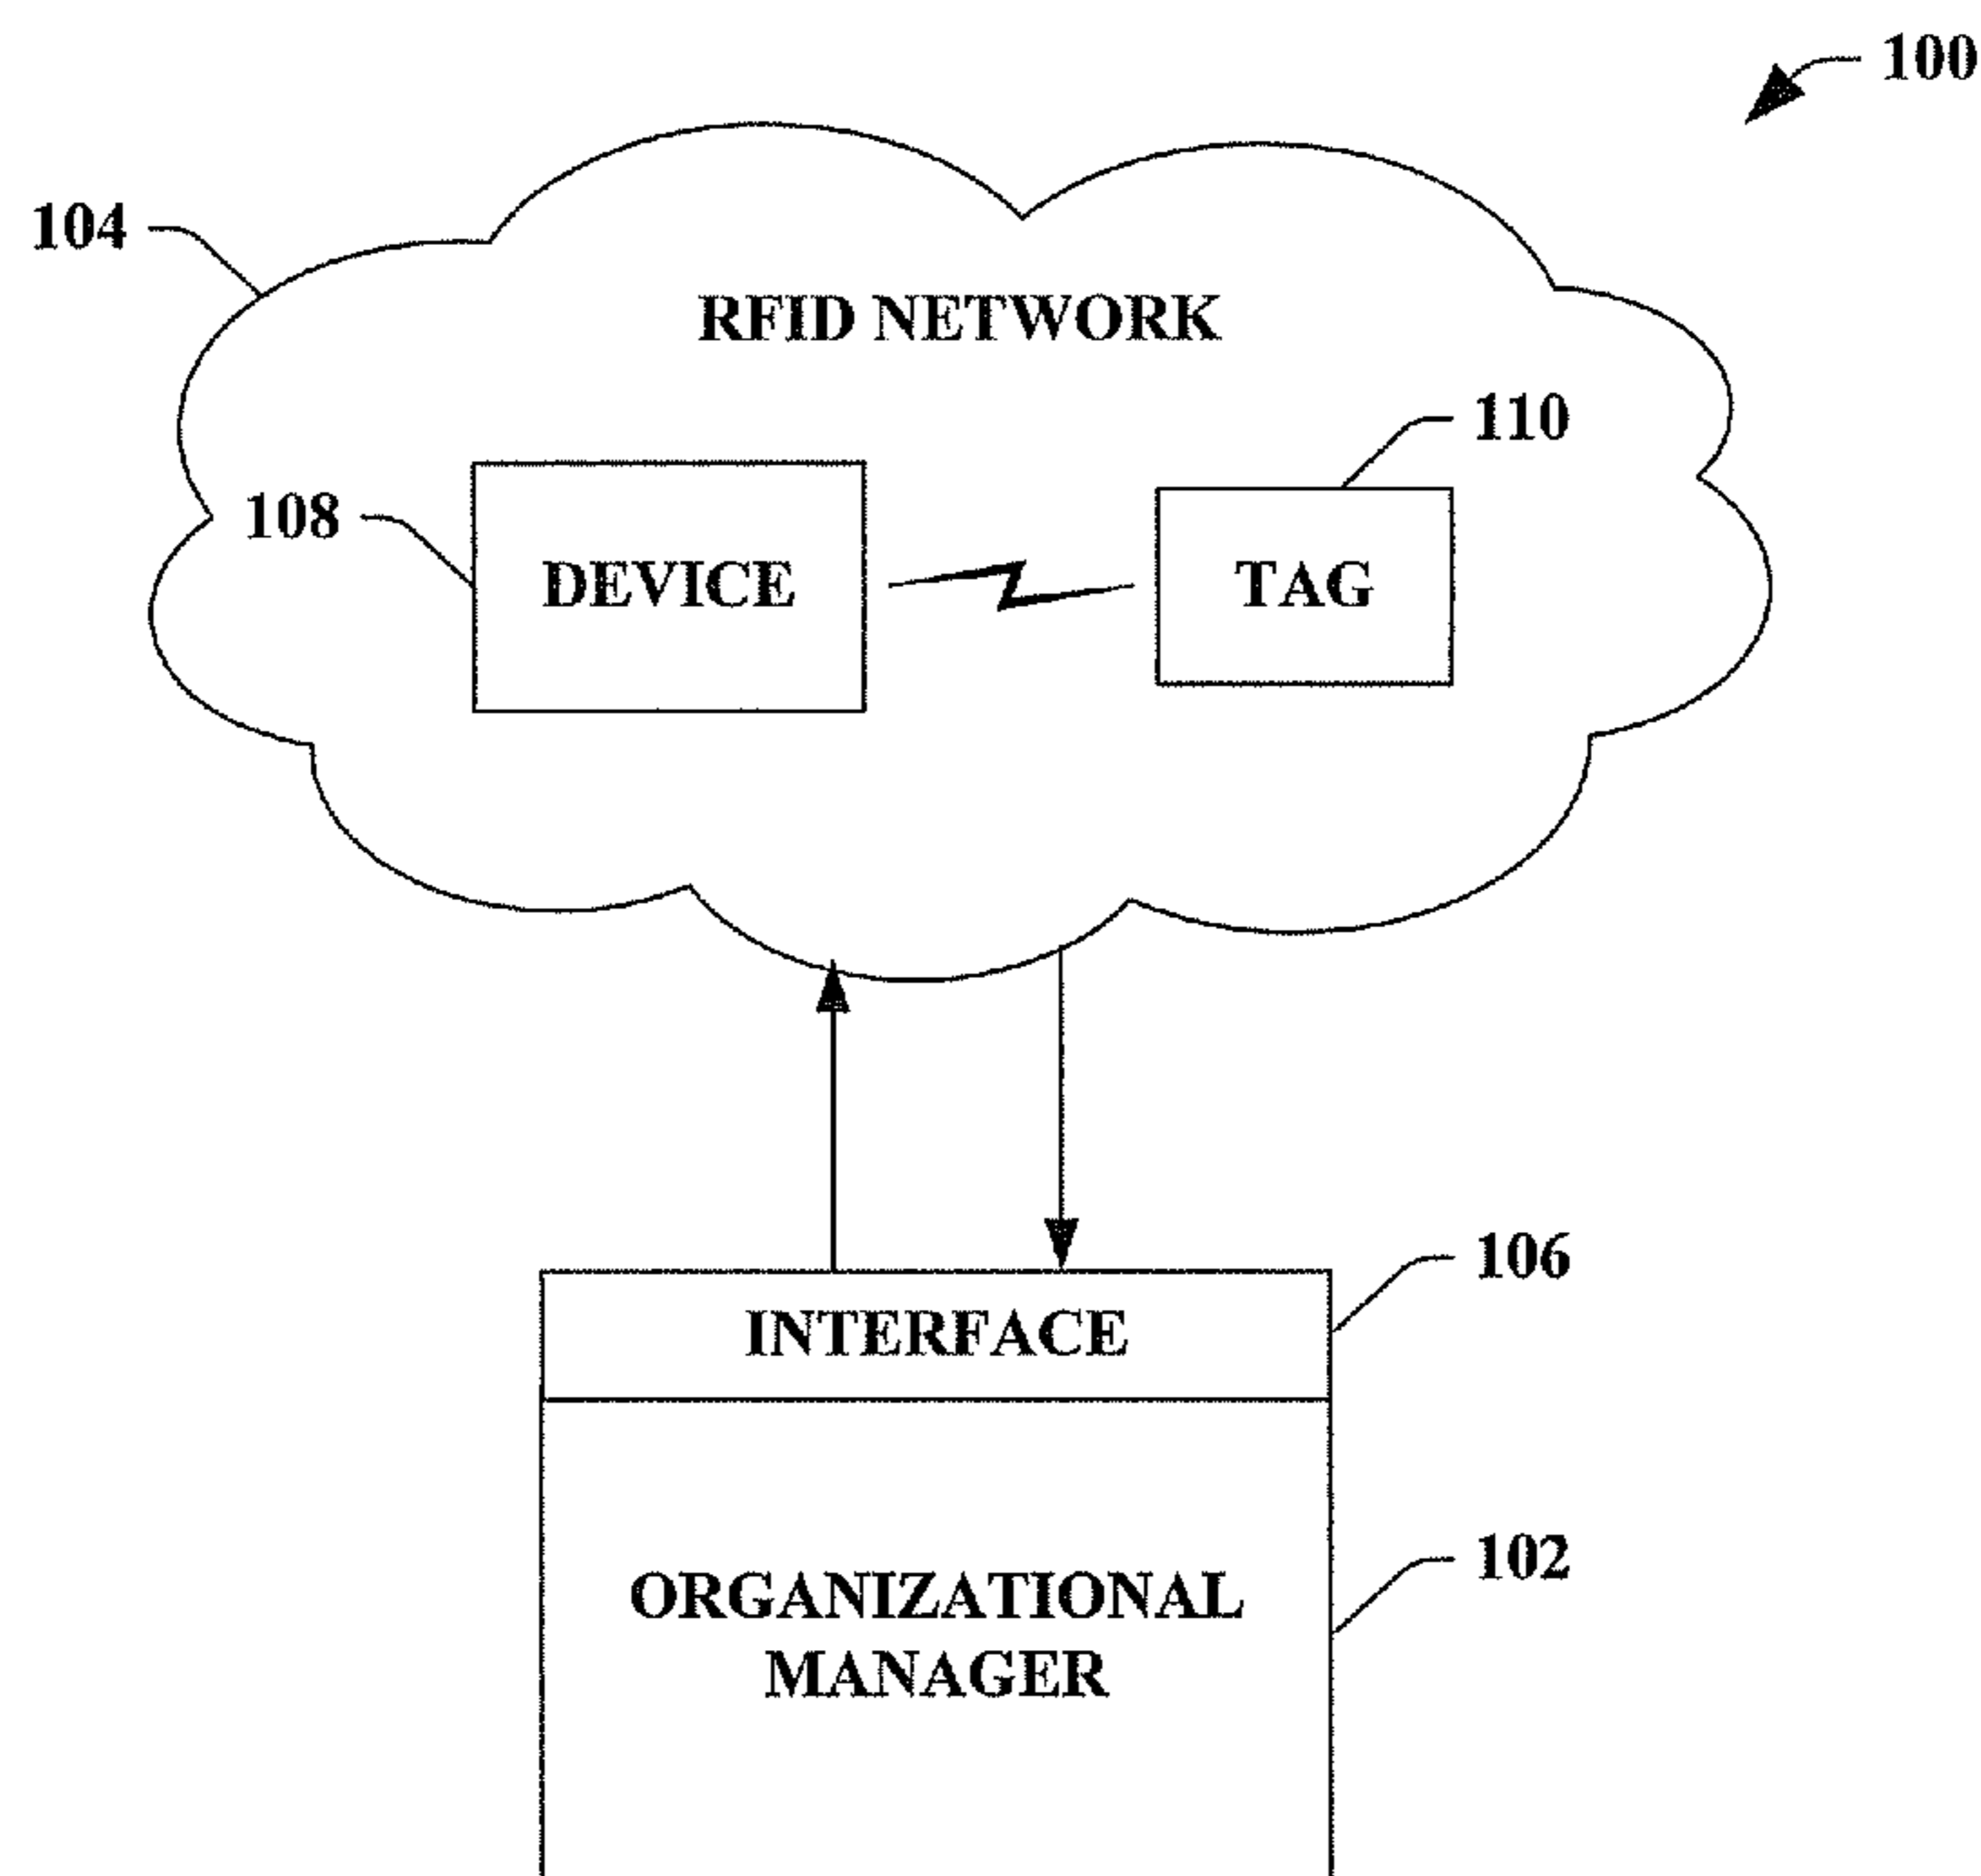 100
104
RFID NETWORK
110
108
DEVICE
TAG
106
INTERFACE
102
ORGANIZATIONAL
MANAGER